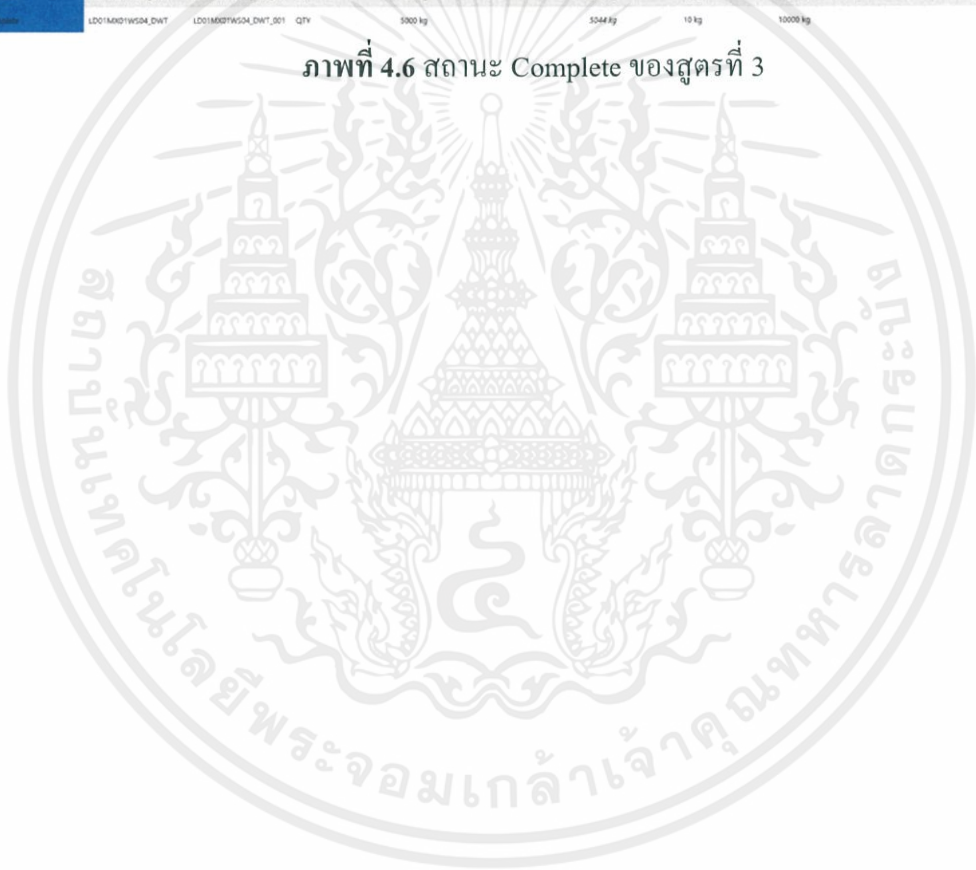 LD01MX01WS04_DWT LD01MX01WS04_DWT_001 QTY 5000 kg 5044 kg 10 kg 10000 kg
ภาพที่ 4.6 สถานะ Complete ของสูตรที่ 3
สถาบันเทคโนโลยีพระจอมเกล้าเจ้าคุณทหารลาดกระบัง